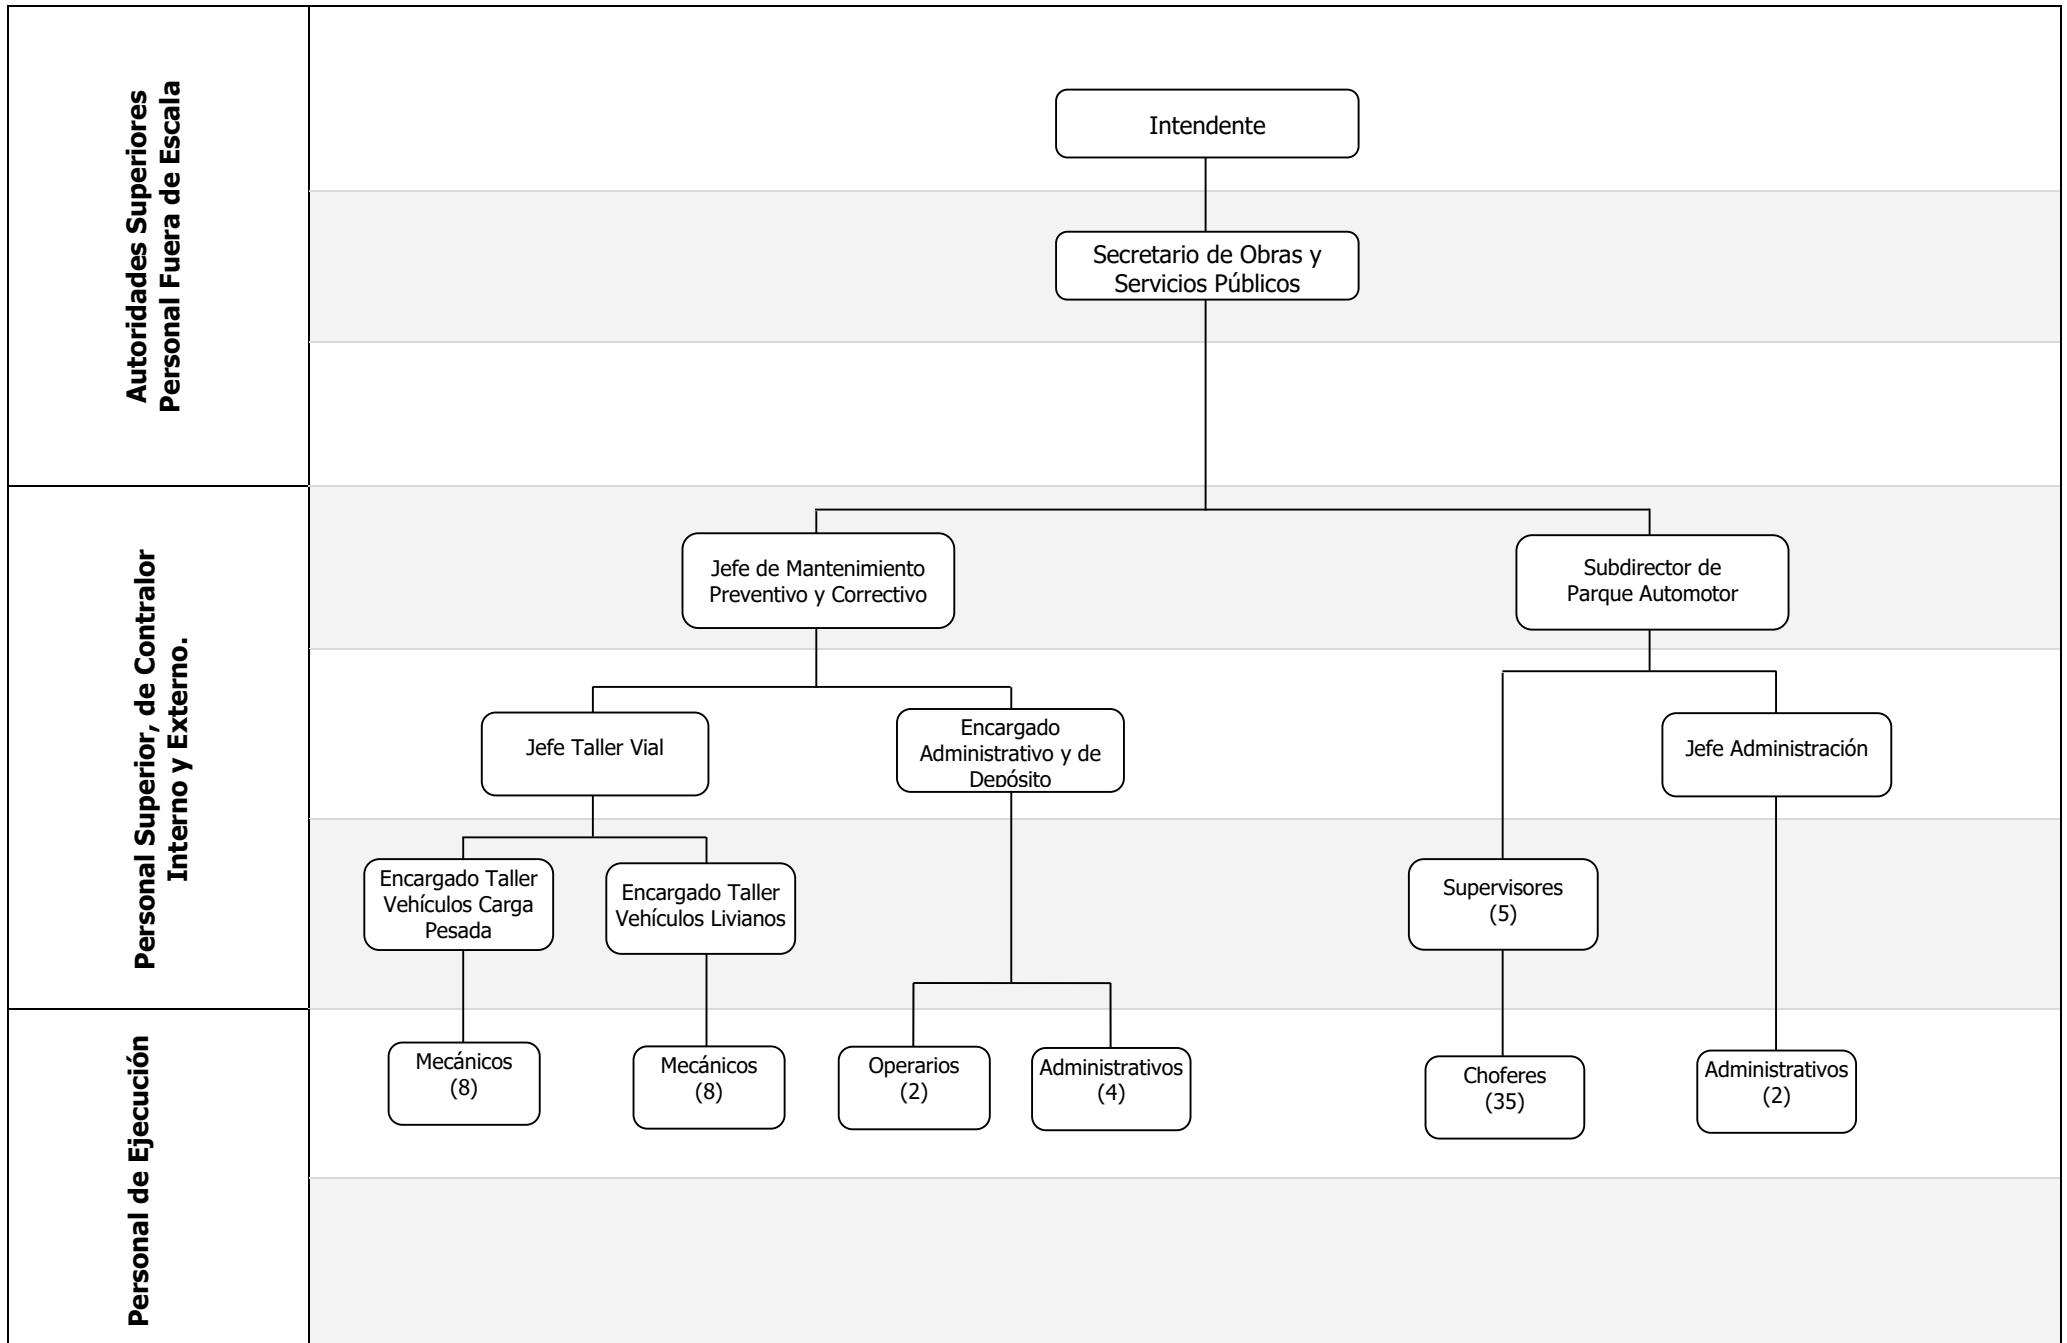 Autoridades Superiores
Personal Fuera de Escala
Intendente
Secretario de Obras y
Servicios Públicos
Personal Superior, de Contralor
Interno y Externo.
Jefe de Mantenimiento
Preventivo y Correctivo
Subdirector de
Parque Automotor
Jefe Taller Vial
Encargado
Administrativo y de
Depósito
Jefe Administración
Encargado Taller
Vehículos Carga
Pesada
Encargado Taller
Vehículos Livianos
Supervisores
(5)
Personal de Ejecución
Mecánicos
(8)
Mecánicos
(8)
Operarios
(2)
Administrativos
(4)
Choferes
(35)
Administrativos
(2)